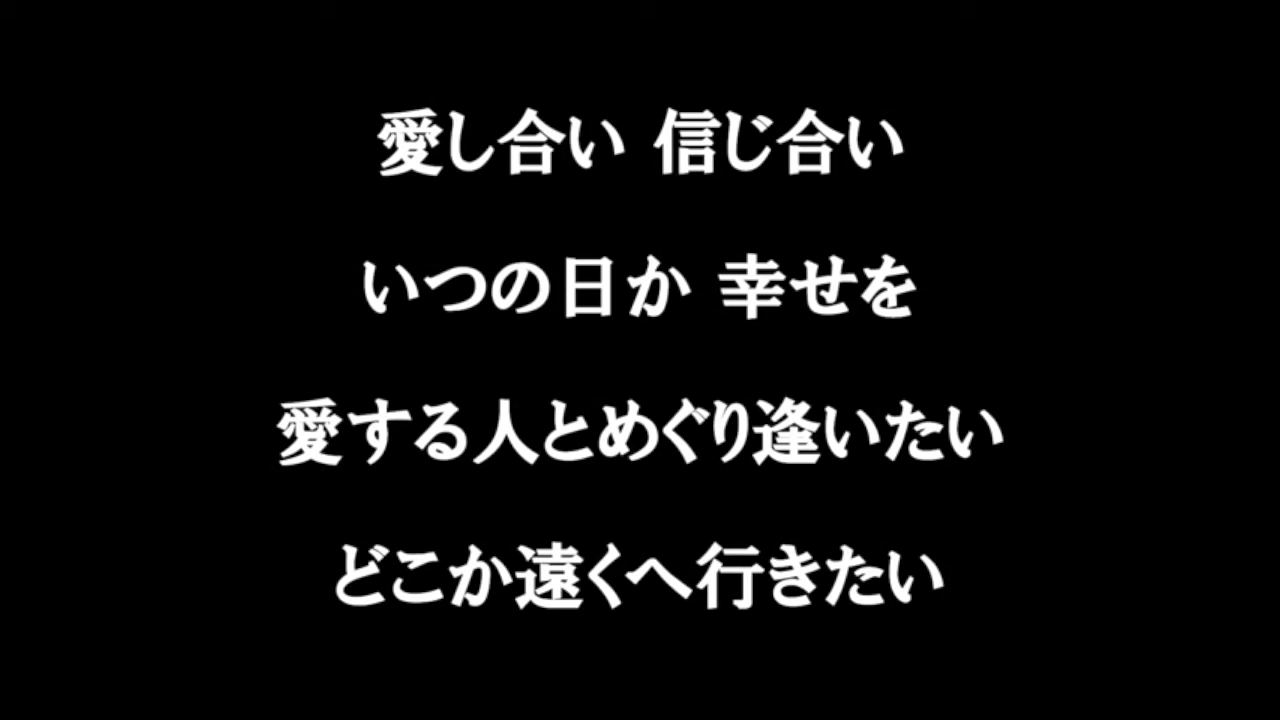 愛し合い 信じ合い
いつの日か 幸せを
愛する人とめぐり逢いたい
どこか遠くへ行きたい